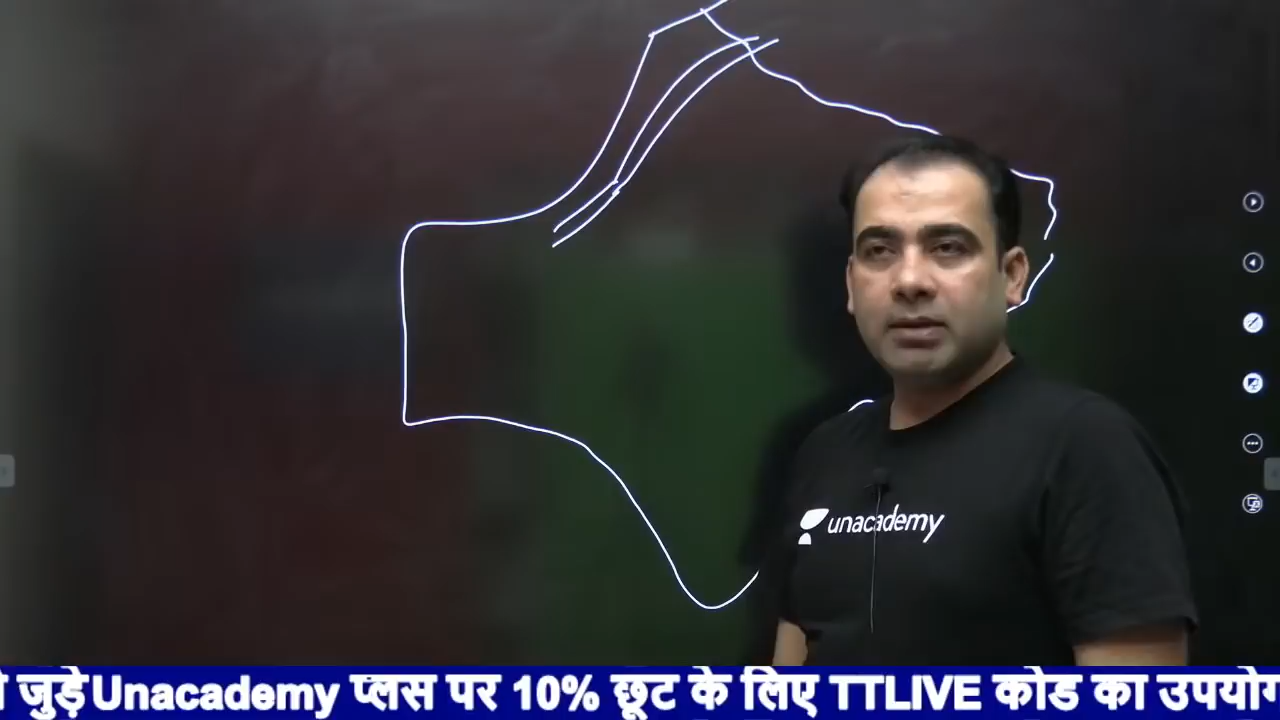 unacademy
जुड़े Unacademy प्लस पर 10% छूट के लिए TTLIVE कोड का उपयोग